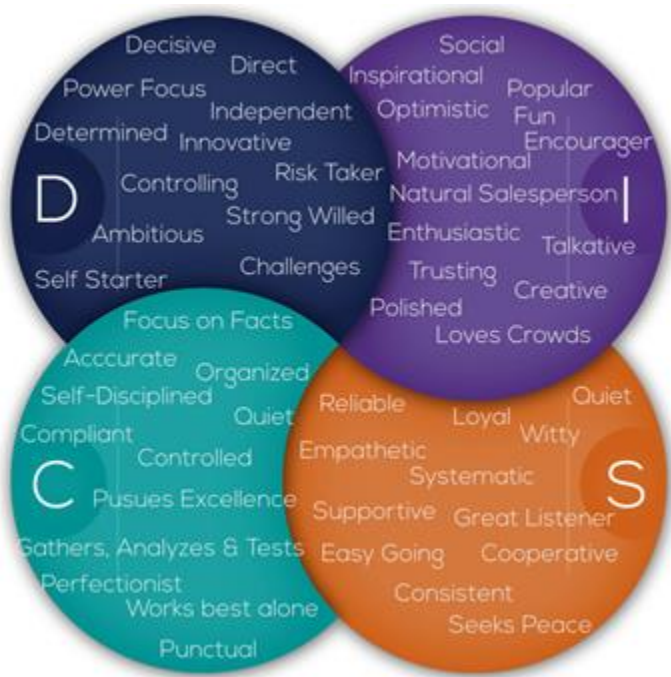 Decisive
Direct
Power Focus
Independent
Determined
Innovative
Risk Taker
Controlling
D
Strong Willed
Ambitious
Challenges
Self Starter
Social
Inspirational
Popular
Optimistic
Fun
Encourager
Motivational
Natural Salesperson
I
Enthusiastic
Talkative
Trusting
Creative
Polished
Loves Crowds
Focus on Facts
Acccurate
Organized
Self-Disciplined
Quiet
Compliant
Controlled
C
Pusues Excellence
Gathers, Analyzes & Tests
Perfectionist
Works best alone
Punctual
Quiet
Reliable
Loyal
Witty
Empathetic
Systematic
S
Supportive
Great Listener
Easy Going
Cooperative
Consistent
Seeks Peace